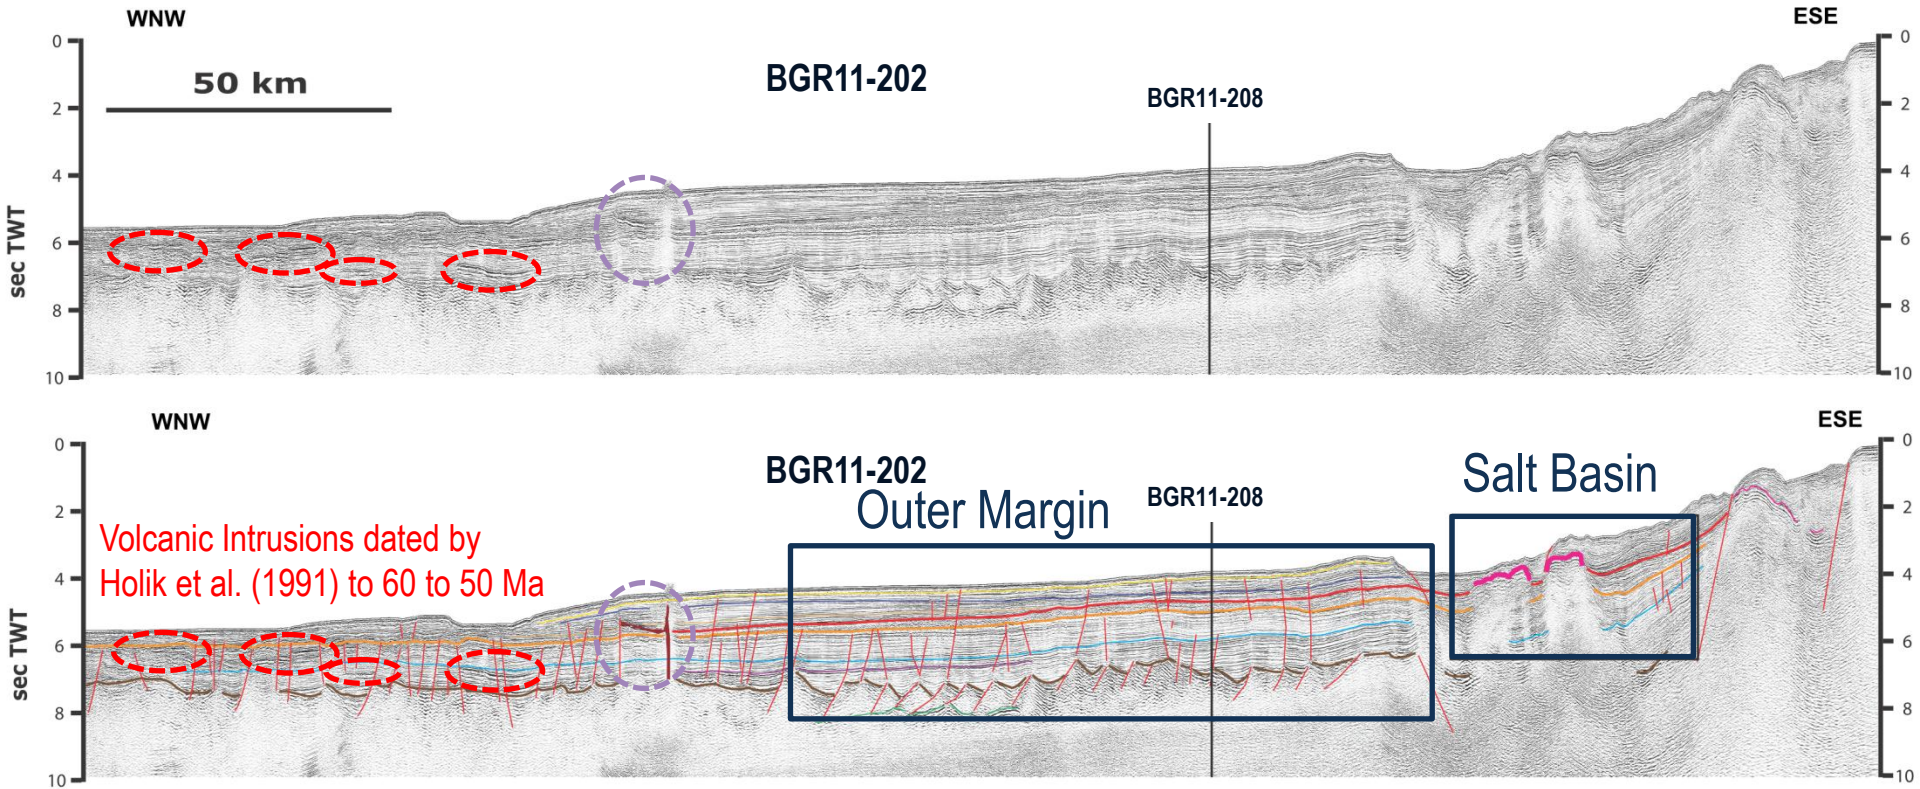 WNW
ESE
BGR11-202
50 km
BGR11-208
0
2
4
6
8
10
sec TWT
0
2
4
6
8
10
WNW
ESE
BGR11-202
Outer Margin
BGR11-208
Salt Basin
Volcanic Intrusions dated by
Holik et al. (1991) to 60 to 50 Ma
0
2
4
6
8
10
sec TWT
0
2
4
6
8
10